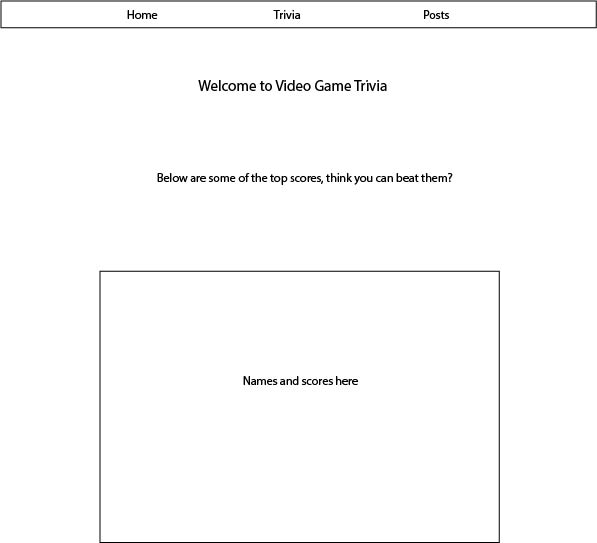 Home Trivia Posts
Welcome to Video Game Trivia
Below are some of the top scores, think you can beat them?
Names and scores here